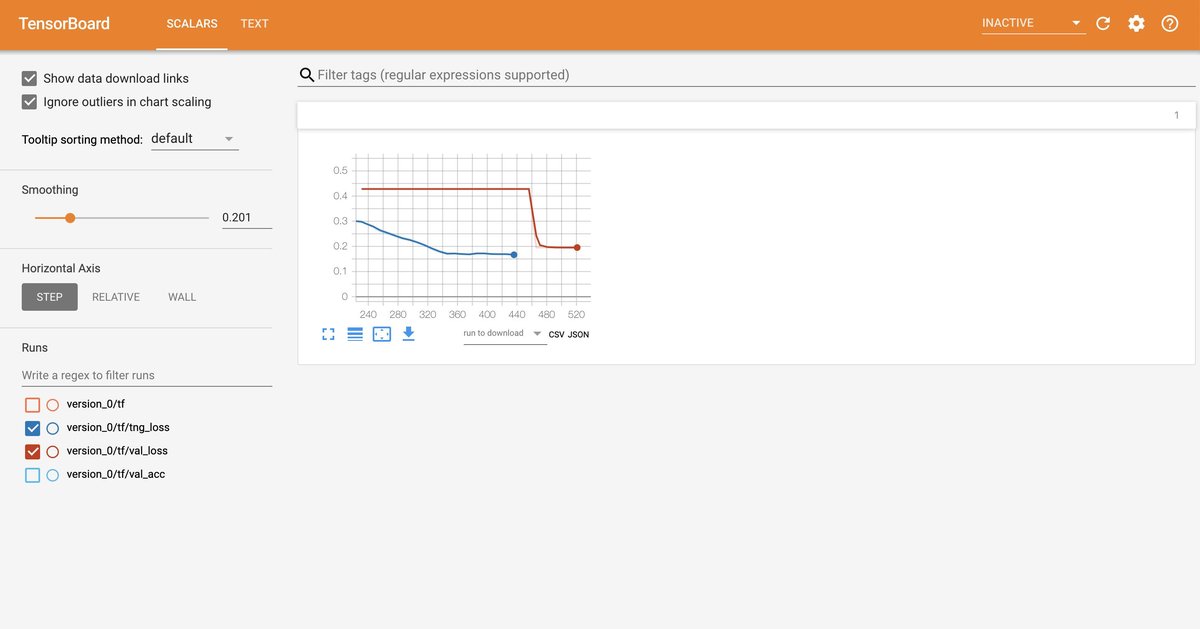 TensorBoard SCALARS TEXT INACTIVE
Show data download links
Ignore outliers in chart scaling
Tooltip sorting method: default
Smoothing
0.201
Horizontal Axis
STEP RELATIVE WALL
Runs
Write a regex to filter runs
version_0/tf
version_0/tf/tng_loss
version_0/tf/val_loss
version_0/tf/val_acc
Filter tags (regular expressions supported)
1
0.5
0.4
0.3
0.2
0.1
0
240 280 320 360 400 440 480 520
run to download CSV JSON